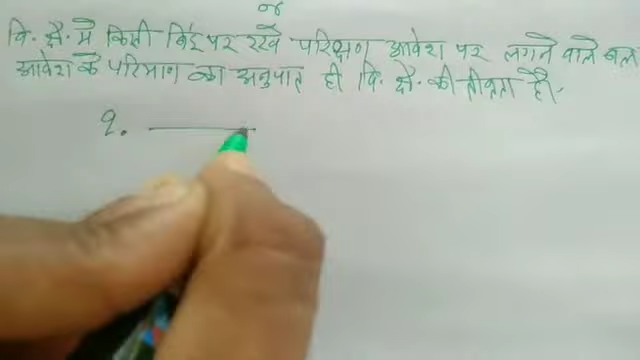 वि. क्षै. में किसी बिंदु पर रखे परिक्षण आवेश पर लगने वाले बल
आवेश के परिमाण का अनुपात ही वि. क्षै. की तीव्रता है।
q.